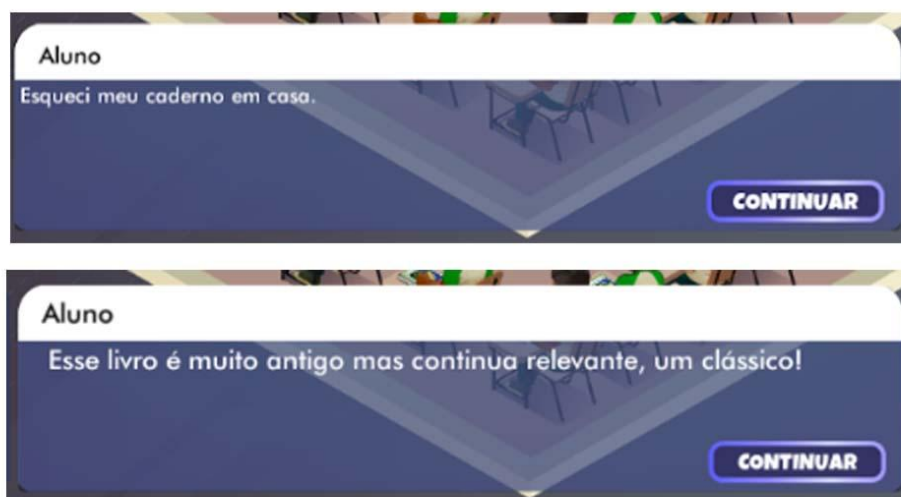 Aluno
Esqueci meu caderno em casa.
CONTINUAR
Aluno
Esse livro é muito antigo mas continua relevante, um clássico!
CONTINUAR